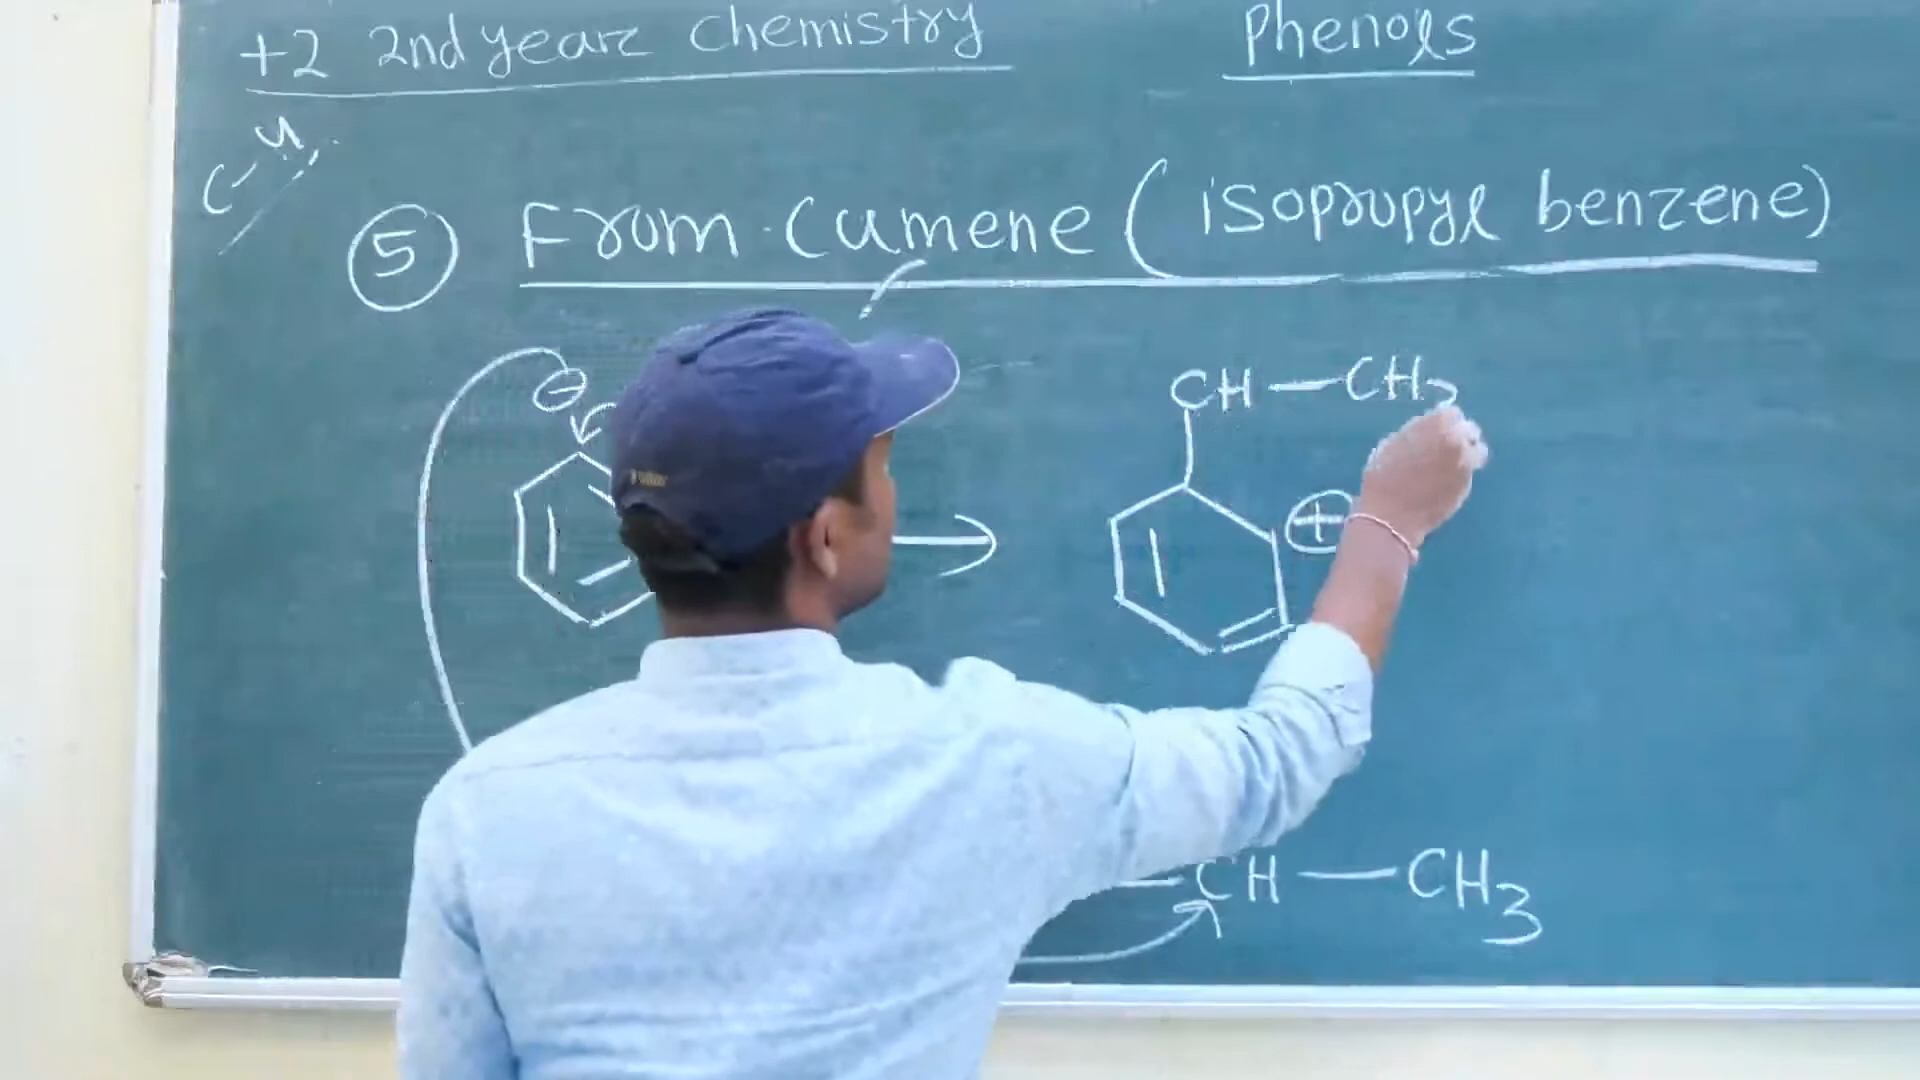 +2 2nd year chemistry
Phenols
⑤ From Cumene (isopropyl benzene)
⊖
CH — CH3
⊕
CH — CH3